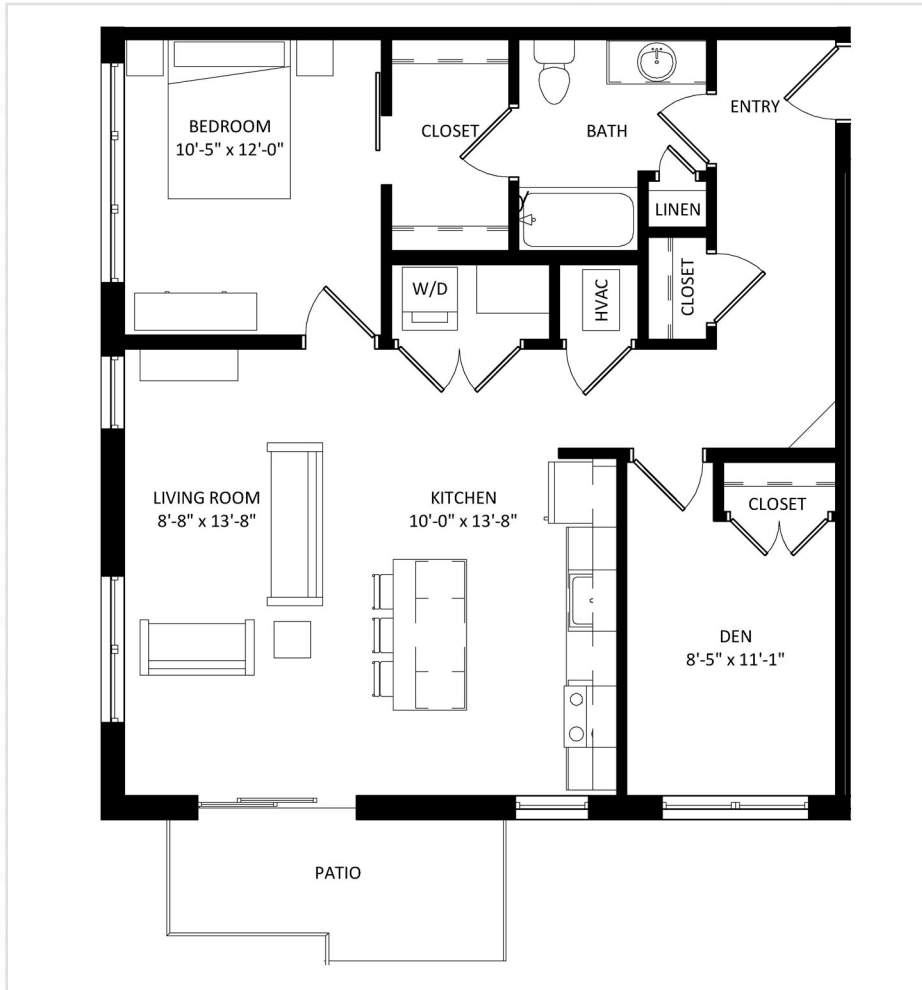 BEDROOM
10'-5" x 12'-0"
CLOSET
BATH
ENTRY
LINEN
W/D
HVAC
CLOSET
LIVING ROOM
8'-8" x 13'-8"
KITCHEN
10'-0" x 13'-8"
CLOSET
DEN
8'-5" x 11'-1"
PATIO